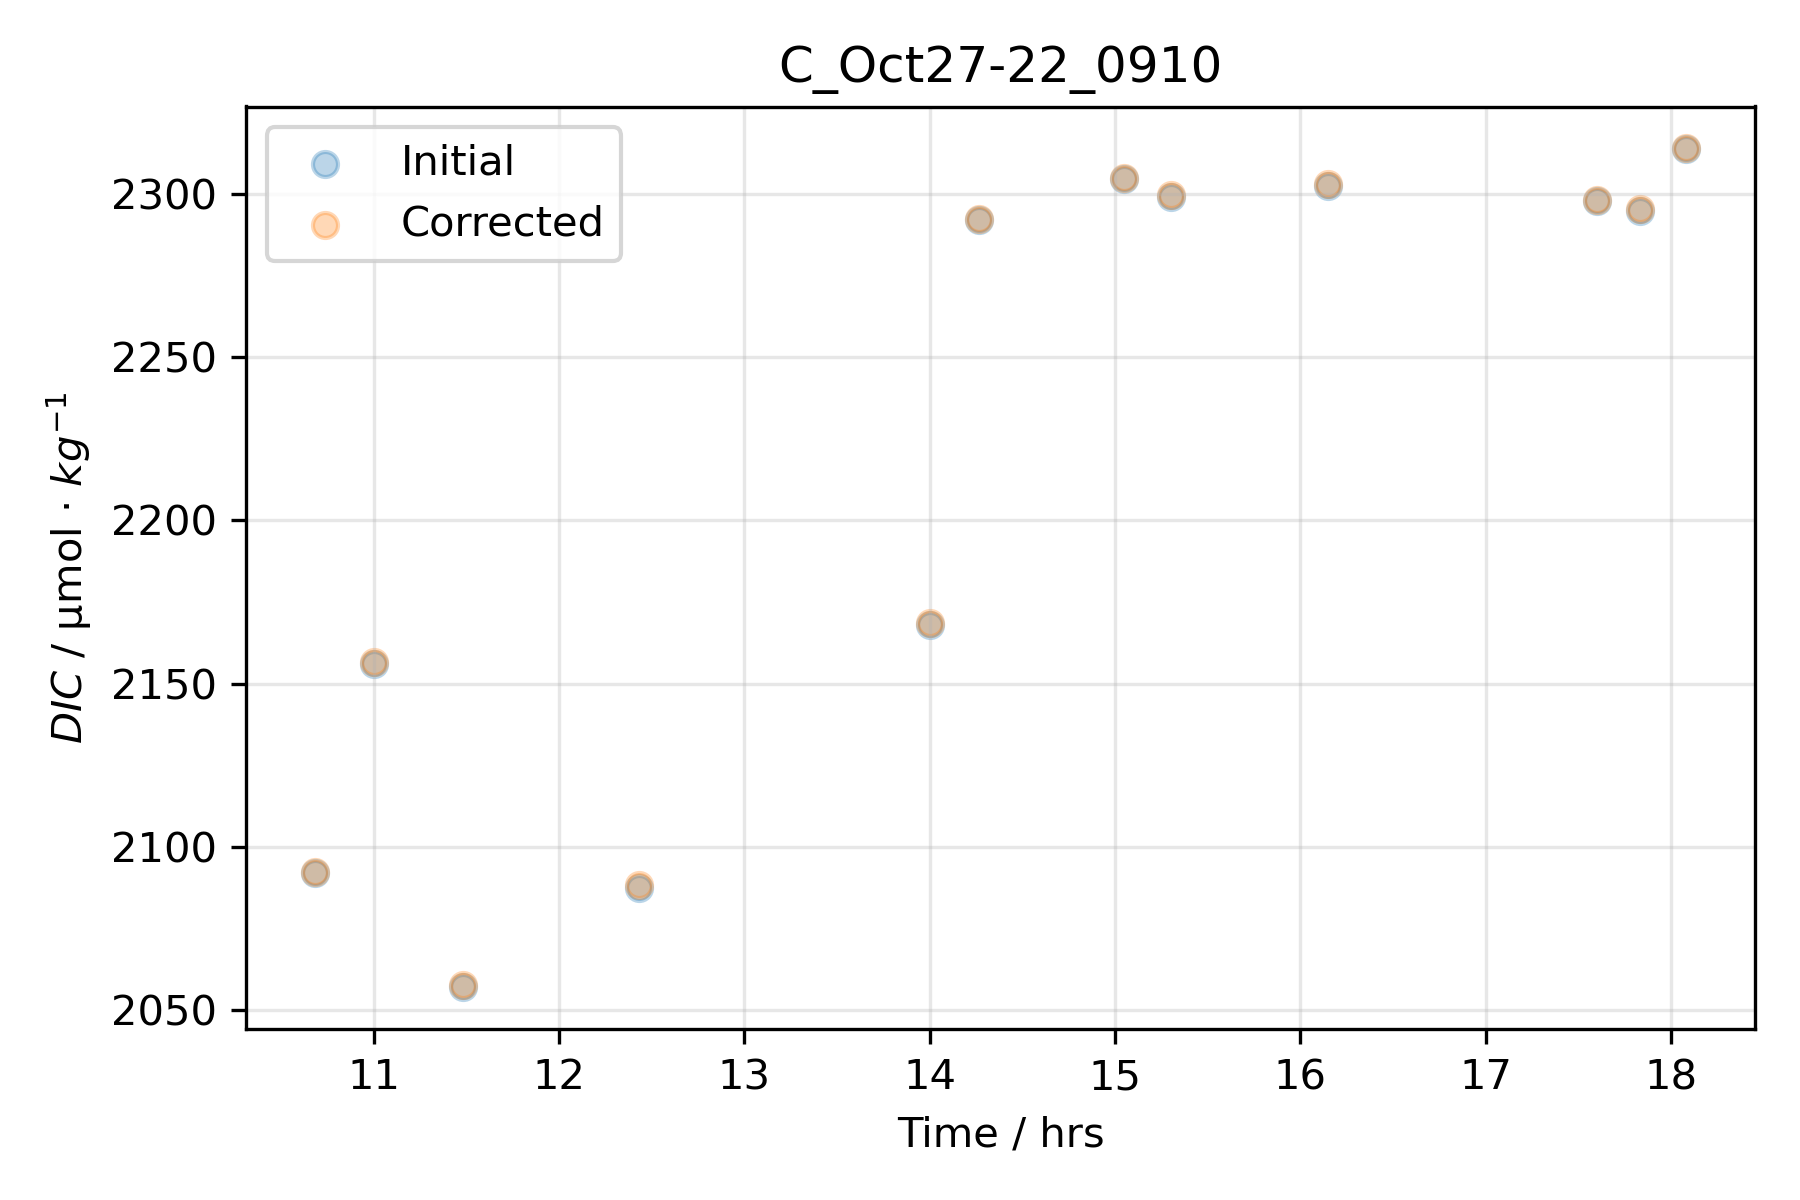 C_Oct27-22_0910
Initial
Corrected
2300
2250
2200
2150
2100
2050
DIC / µmol · kg⁻¹
11 12 13 14 15 16 17 18
Time / hrs